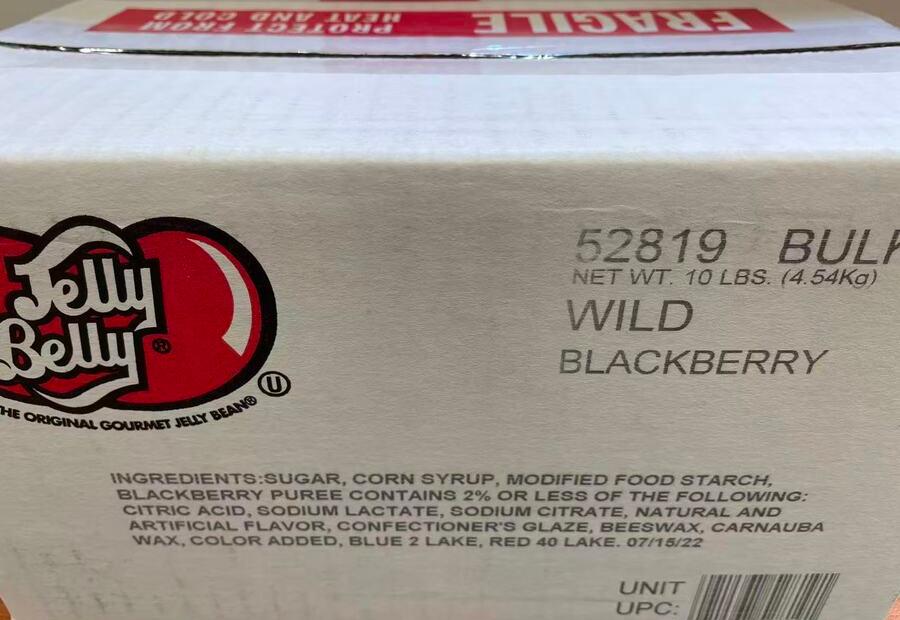 FRAGILE
PROTECT FROM
HEAT AND COLD
Jelly
Belly®
THE ORIGINAL GOURMET JELLY BEAN®
U
52819 BULK
NET WT. 10 LBS. (4.54Kg)
WILD
BLACKBERRY
INGREDIENTS:SUGAR, CORN SYRUP, MODIFIED FOOD STARCH,
BLACKBERRY PUREE CONTAINS 2% OR LESS OF THE FOLLOWING:
CITRIC ACID, SODIUM LACTATE, SODIUM CITRATE, NATURAL AND
ARTIFICIAL FLAVOR, CONFECTIONER'S GLAZE, BEESWAX, CARNAUBA
WAX, COLOR ADDED, BLUE 2 LAKE, RED 40 LAKE. 07/15/22
UNIT
UPC: